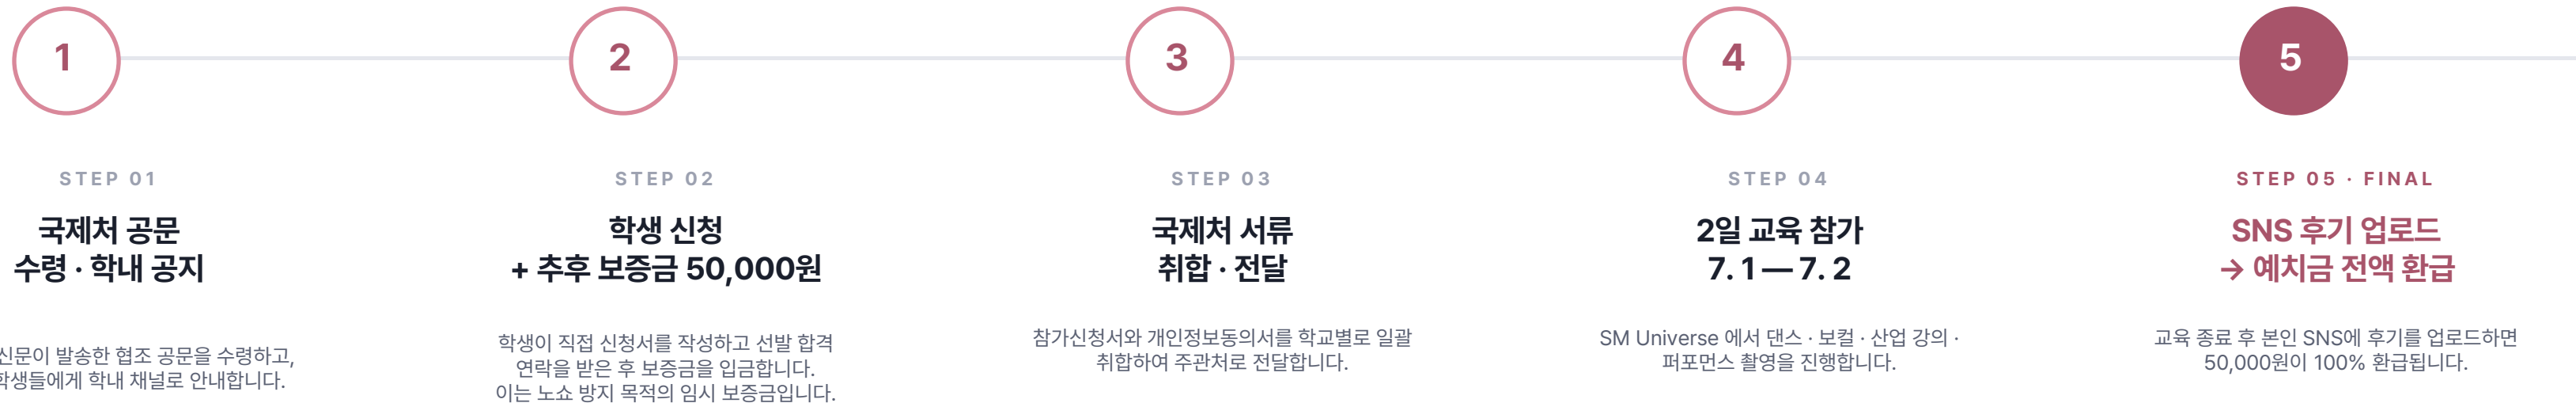 1
2
3
4
5
STEP 01
국제처 공문
수령 · 학내 공지
신문이 발송한 협조 공문을 수령하고,
학생들에게 학내 채널로 안내합니다.
STEP 02
학생 신청
+ 추후 보증금 50,000원
학생이 직접 신청서를 작성하고 선발 합격
연락을 받은 후 보증금을 입금합니다.
이는 노쇼 방지 목적의 임시 보증금입니다.
STEP 03
국제처 서류
취합 · 전달
참가신청서와 개인정보동의서를 학교별로 일괄
취합하여 주관처로 전달합니다.
STEP 04
2일 교육 참가
7. 1 — 7. 2
SM Universe 에서 댄스 · 보컬 · 산업 강의 ·
퍼포먼스 촬영을 진행합니다.
STEP 05 · FINAL
SNS 후기 업로드
→ 예치금 전액 환급
교육 종료 후 본인 SNS에 후기를 업로드하면
50,000원이 100% 환급됩니다.